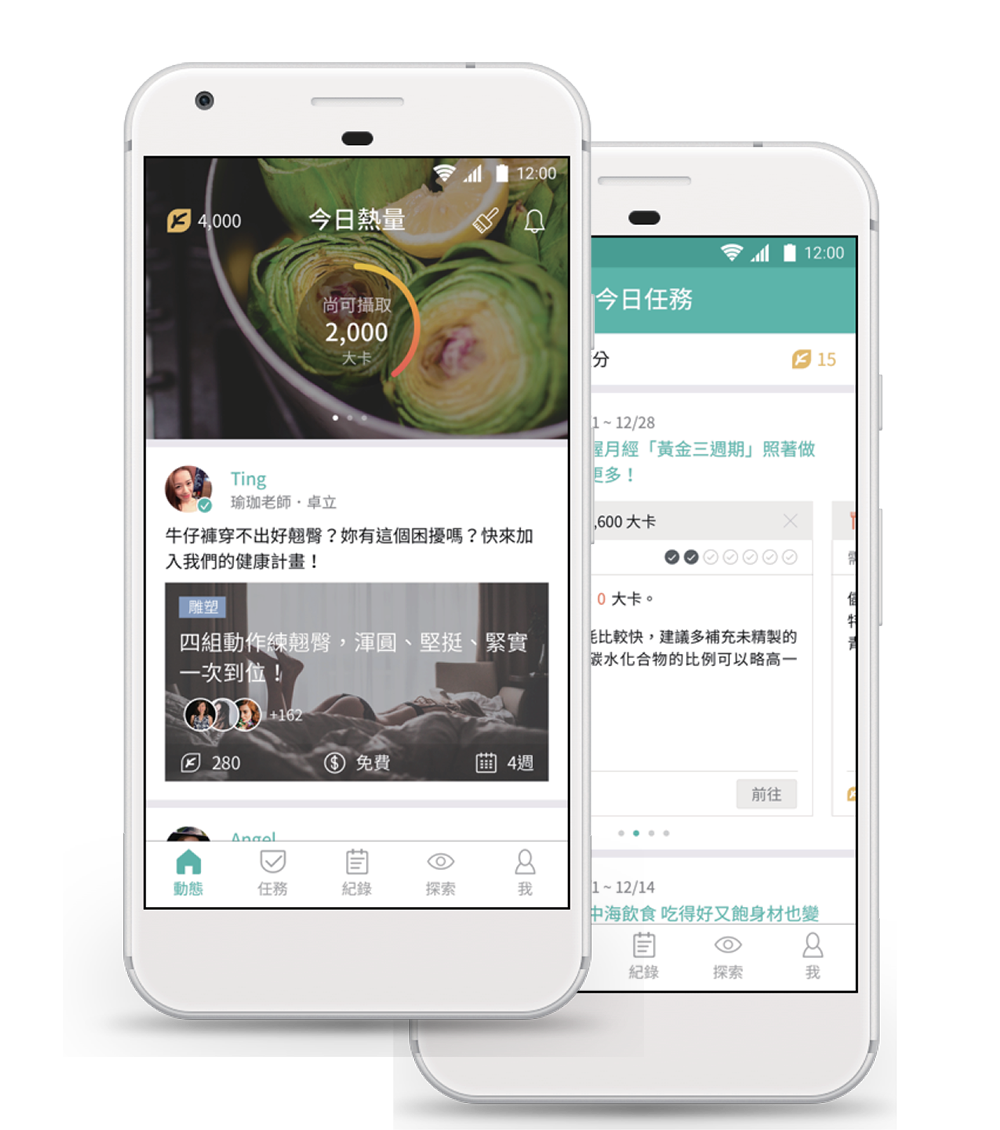 12:00
4,000
今日熱量
尚可攝取
2,000
大卡
Ting
瑜珈老師·卓立
牛仔褲穿不出好翹臀？妳有這個困擾嗎？快來加
入我們的健康計畫！
雕塑
四組動作練翹臀，渾圓、堅挺、緊實
一次到位！
+162
280
免費
4週
Angel
動態
任務
紀錄
探索
我
12:00
今日任務
分
15
1 ~ 12/28
月經「黃金三週期」照著做
更多！
,600 大卡
0 大卡。
比較快，建議多補充未精製的
碳水化合物的比例可以略高一
前往
1 ~ 12/14
中海飲食 吃得好又飽身材也變
紀錄
探索
我